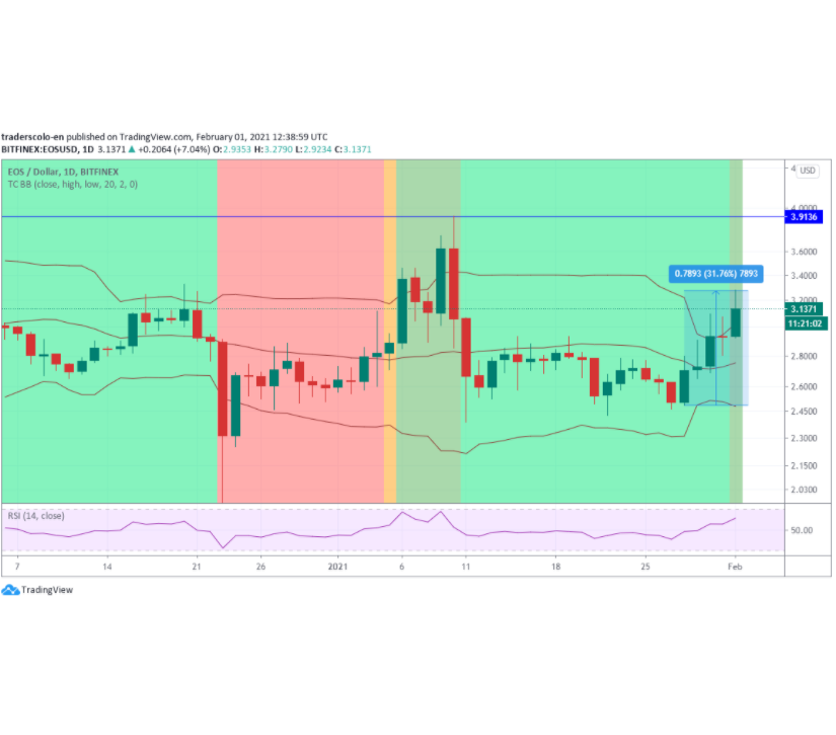 traderscolo-en published on TradingView.com, February 01, 2021 12:38:59 UTC
BITFINEX:EOSUSD, 1D 3.1371 ▲ +0.2064 (+7.04%) O:2.9353 H:3.2790 L:2.9234 C:3.1371
EOS / Dollar, 1D, BITFINEX
TC BB (close, high, low, 20, 2, 0)
USD
4.0000
3.9136
3.6000
3.4000
0.7893 (31.76%) 7893
3.2000
3.1371
11:21:02
2.8000
2.6000
2.4500
2.3000
2.1500
2.0300
RSI (14, close)
50.00
7 14 21 26 2021 6 11 18 25 Feb
TradingView